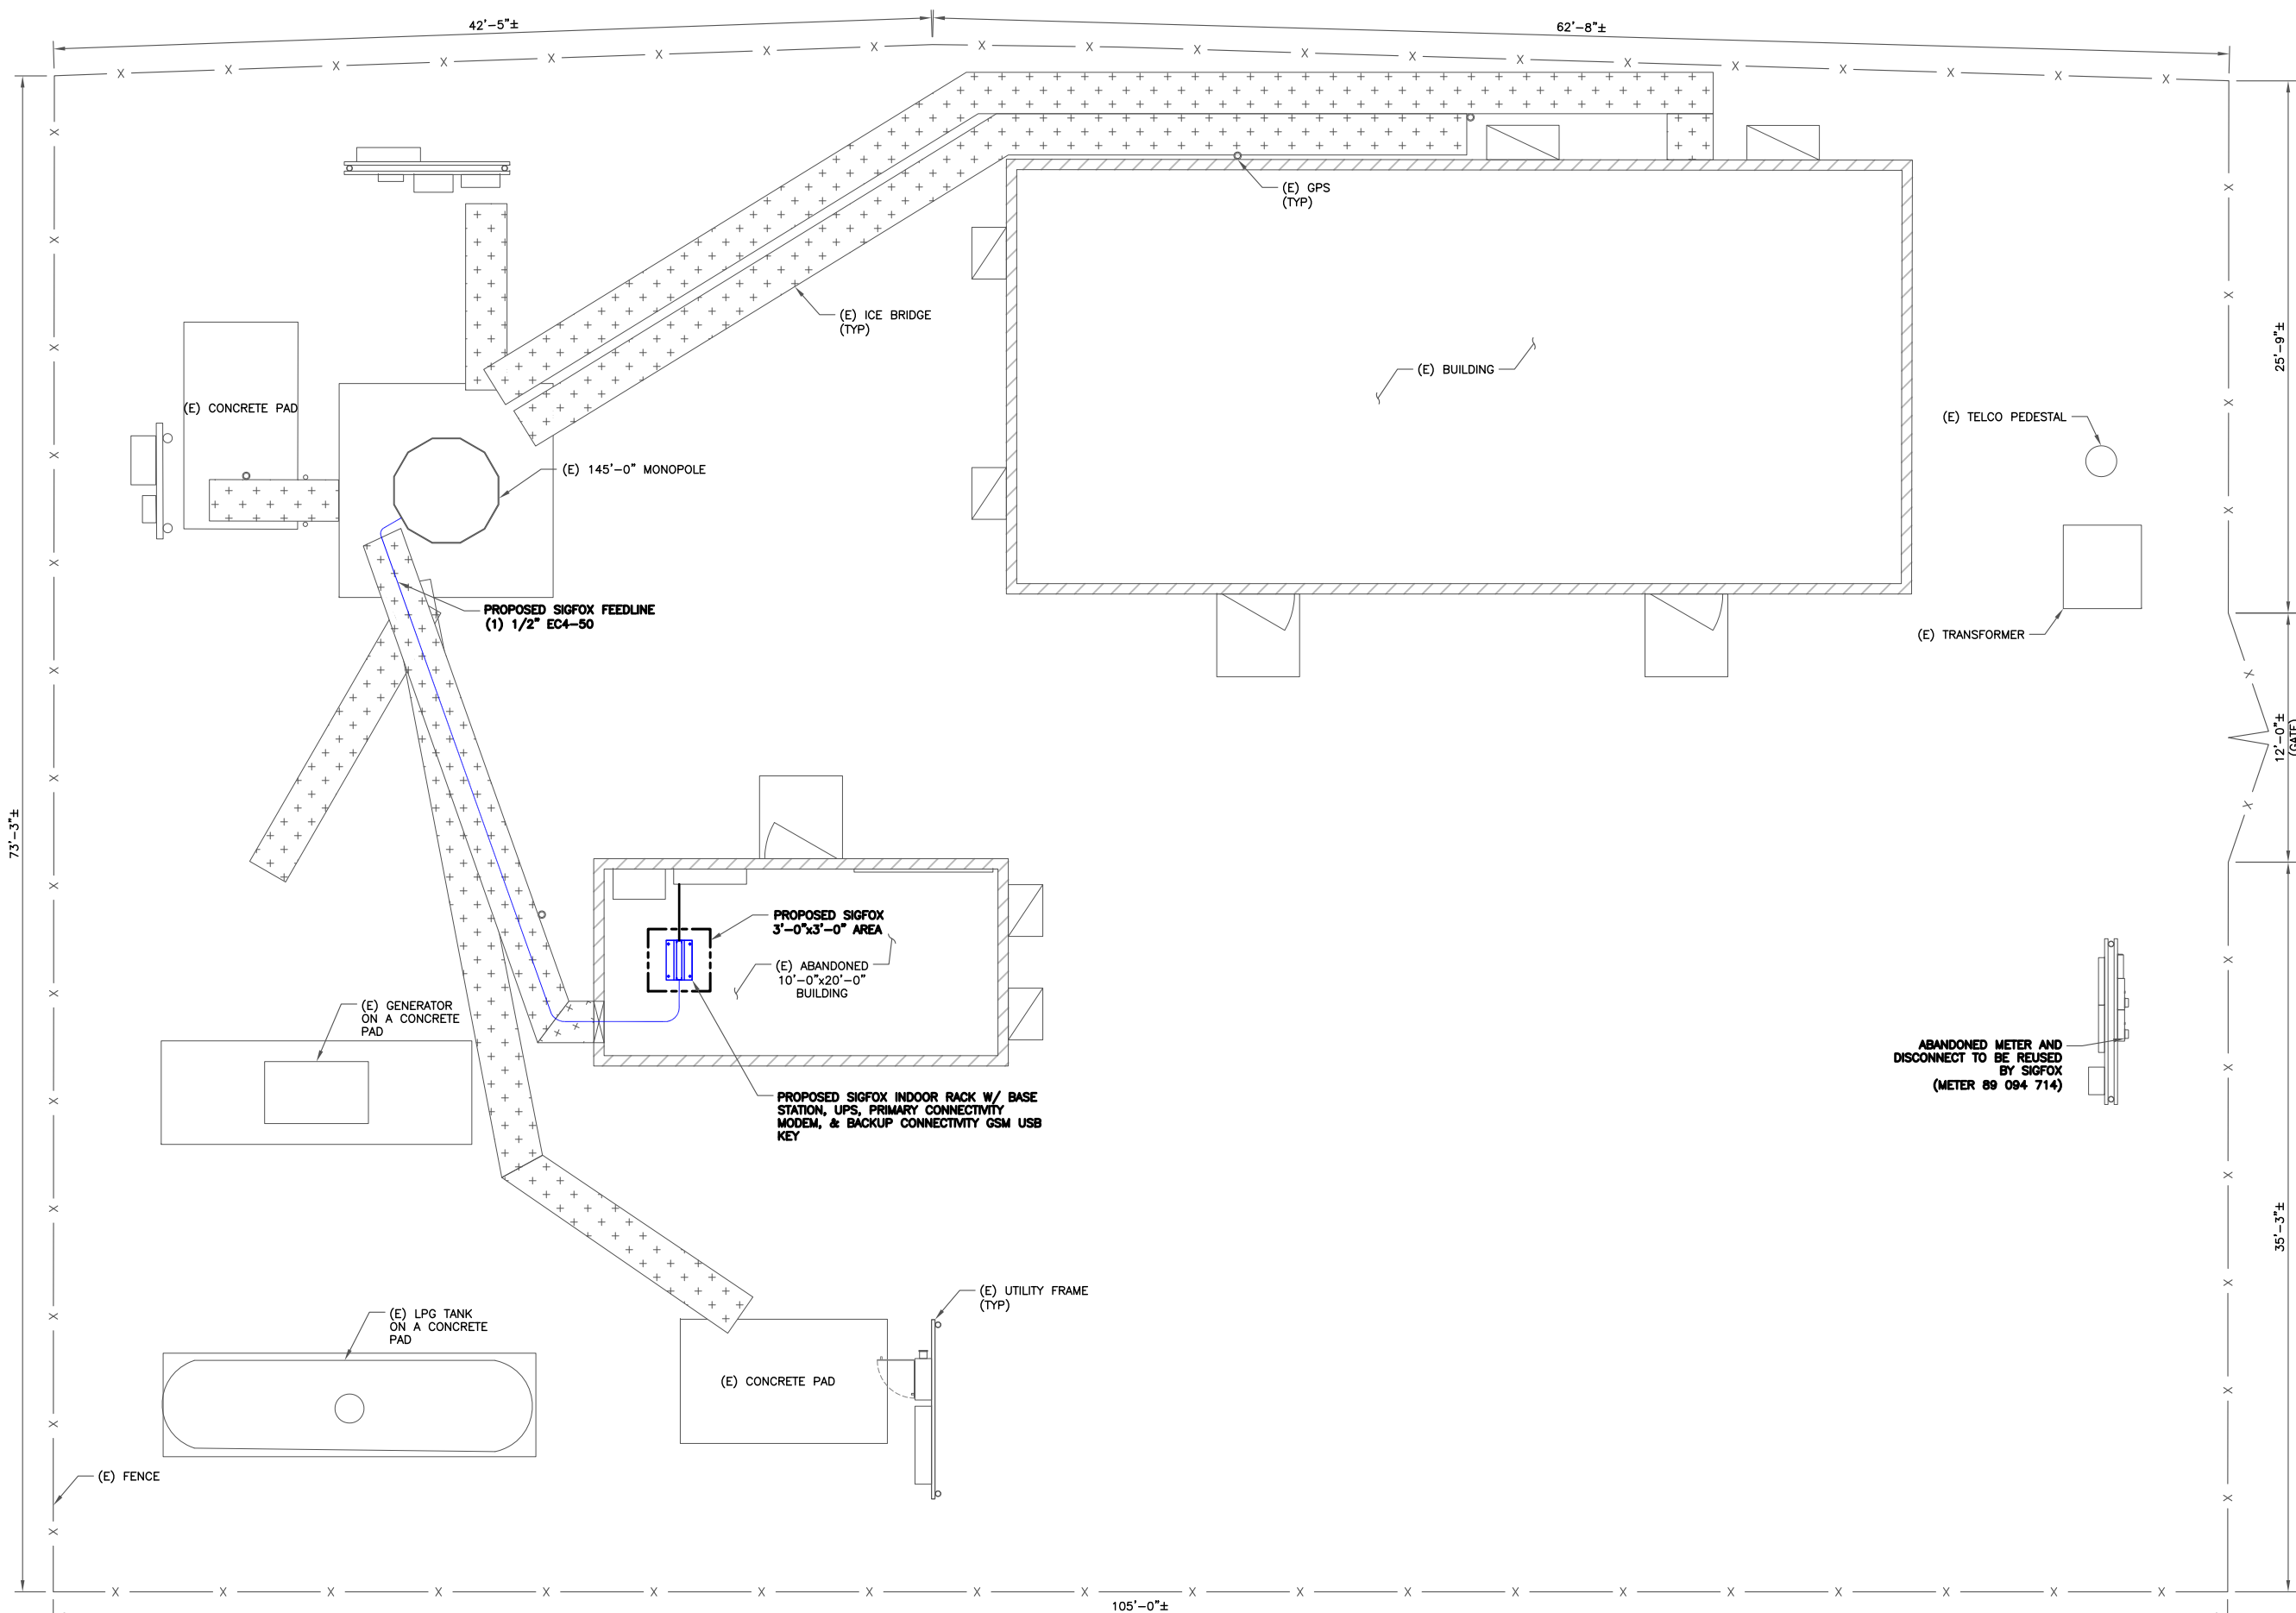 42'-5"±
62'-8"±
(E) GPS
(TYP)
(E) ICE BRIDGE
(TYP)
25'-9"±
(E) BUILDING
(E) CONCRETE PAD
(E) TELCO PEDESTAL
(E) 145'-0" MONOPOLE
PROPOSED SIGFOX FEEDLINE
(1) 1/2" EC4-50
(E) TRANSFORMER
12'-0"±
(GATE)
73'-3"±
PROPOSED SIGFOX
3'-0"x3'-0" AREA
(E) ABANDONED
10'-0"x20'-0"
BUILDING
(E) GENERATOR
ON A CONCRETE
PAD
ABANDONED METER AND
DISCONNECT TO BE REUSED
BY SIGFOX
(METER 89 094 714)
PROPOSED SIGFOX INDOOR RACK W/ BASE
STATION, UPS, PRIMARY CONNECTIVITY
MODEM, & BACKUP CONNECTIVITY GSM USB
KEY
35'-3"±
(E) UTILITY FRAME
(TYP)
(E) LPG TANK
ON A CONCRETE
PAD
(E) CONCRETE PAD
(E) FENCE
105'-0"±